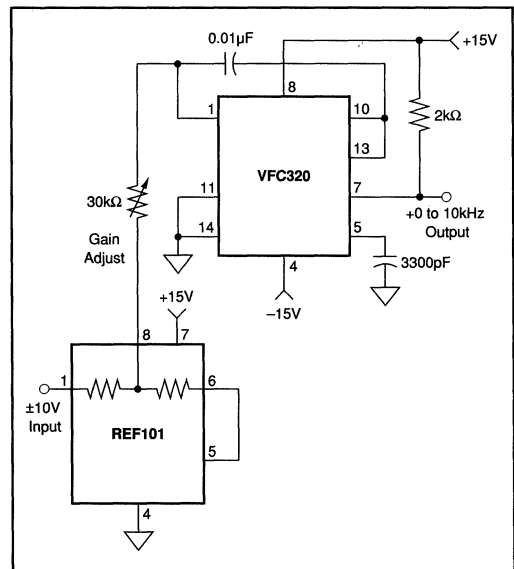 0.01µF
+15V
8
1
10
2kΩ
13
VFC320
30kΩ
11
7
Gain
Adjust
14
5
+0 to 10kHz
Output
3300pF
4
+15V
–15V
8
7
1
6
±10V
Input
REF101
5
4